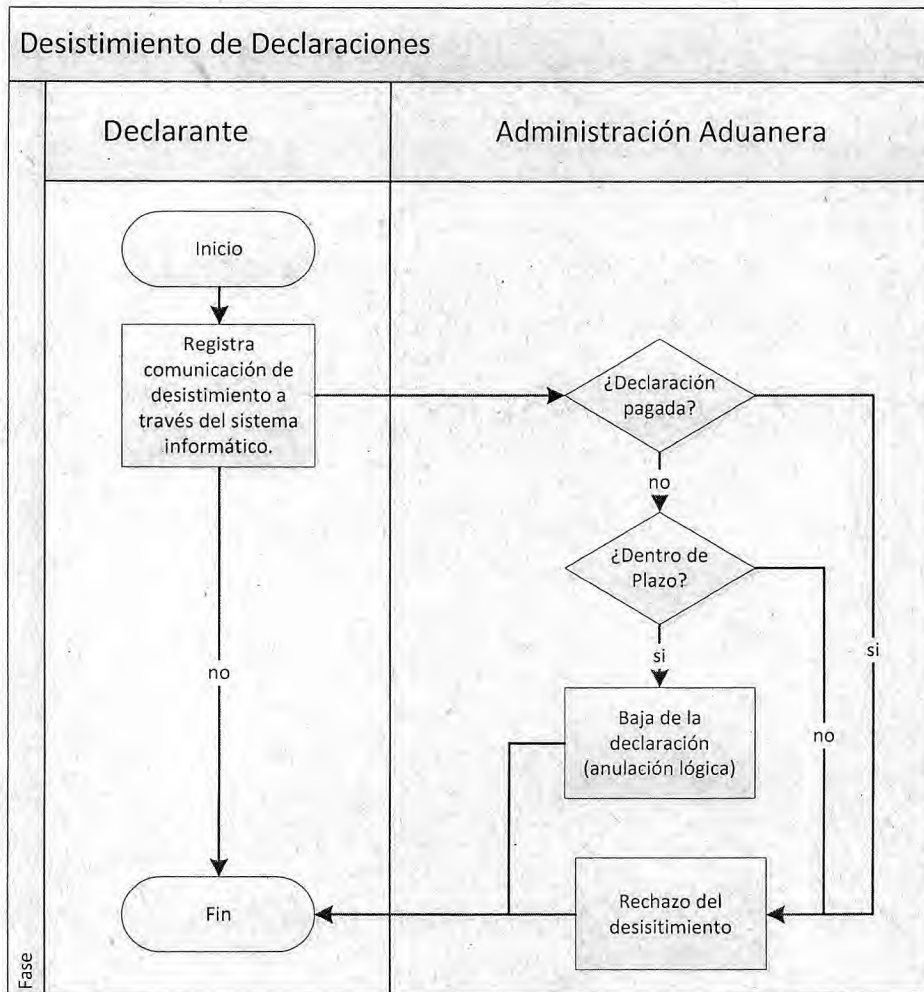 Desistimiento de Declaraciones
Declarante
Administración Aduanera
Inicio
Registra
comunicación de
desistimiento a
través del sistema
informático.
¿Declaración
pagada?
no
¿Dentro de
Plazo?
si
si
no
no
Baja de la
declaración
(anulación lógica)
Rechazo del
desisitimiento
Fin
Fase